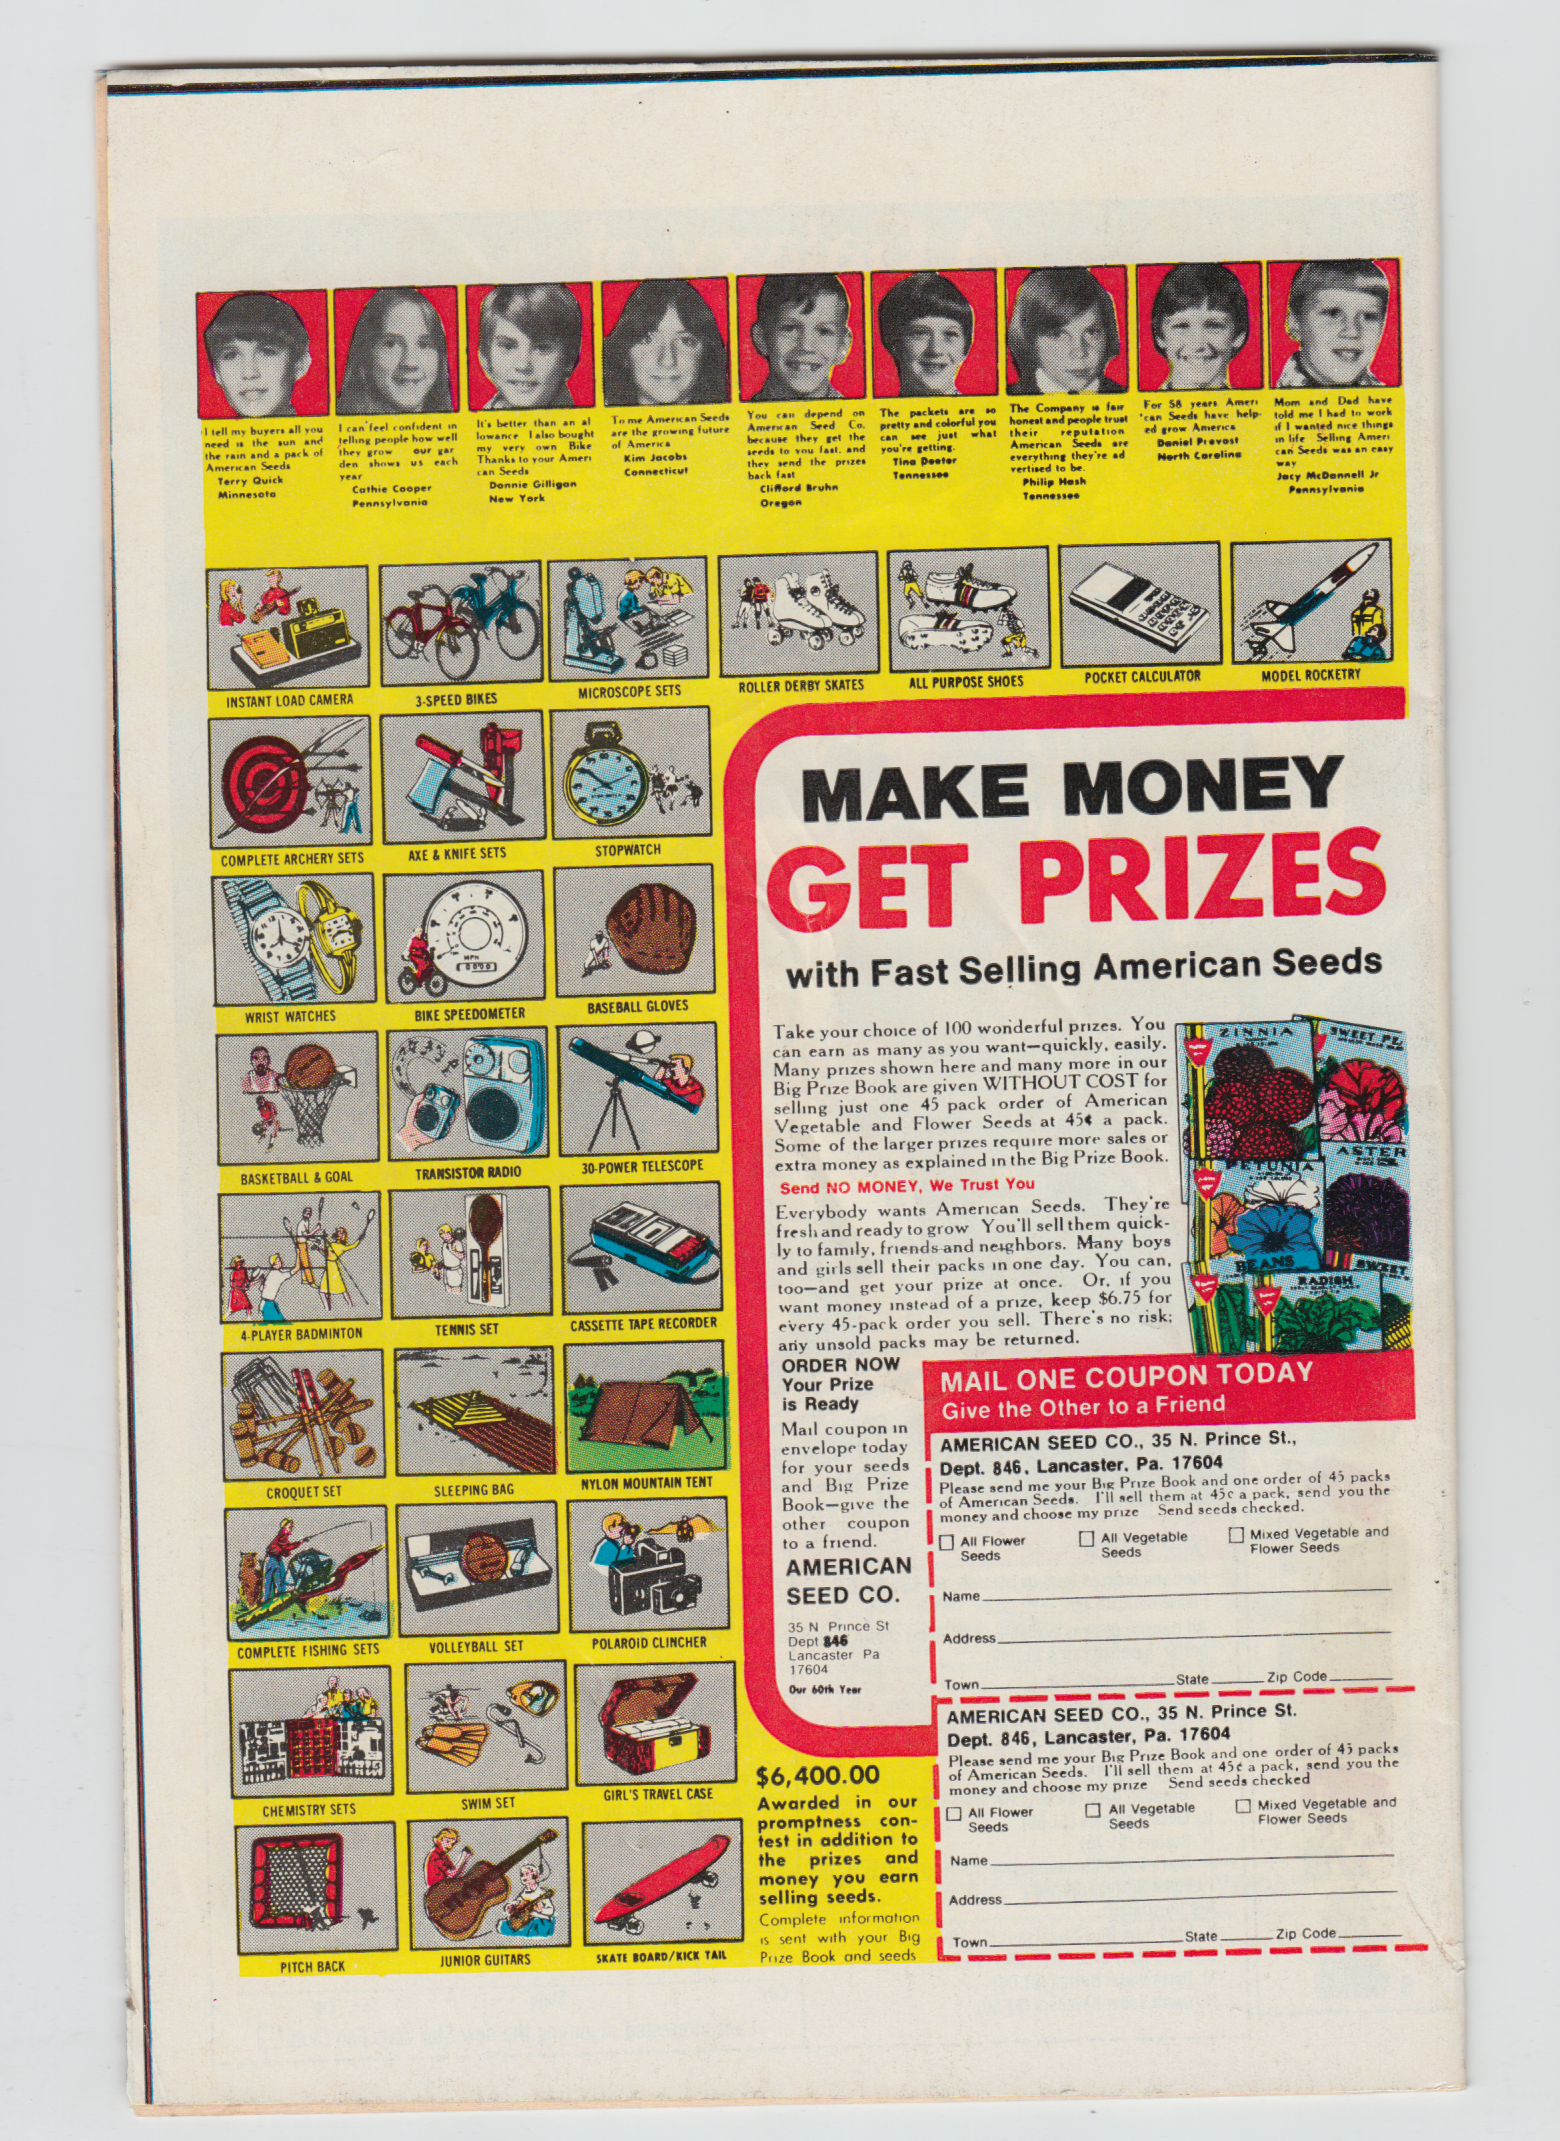 I tell my buyers all you
need is the sun and
the rain and a pack of
American Seeds
Terry Quick
Minnesota
I can feel confident in
telling people how well
they grow our gar
den shows us each
year
Cathie Cooper
Pennsylvania
It's better than an al
lowance I also bought
my very own Bike
Thanks to your Ameri
can Seeds
Donnie Gilligan
New York
To me American Seeds
are the growing future
of America
Kim Jacobs
Connecticut
You can depend on
American Seed Co.
because they get the
seeds to you fast, and
they send the prizes
back fast
Clifford Bruhn
Oregon
The packets are so
pretty and colorful you
can see just what
you're getting.
Tina Deeter
Tennessee
The Company is fair
honest and people trust
their reputation
American Seeds are
everything they're ad
vertised to be.
Philip Hash
Tennessee
For 58 years Ameri
can Seeds have help-
ed grow America
Daniel Prevost
North Carolina
Mom and Dad have
told me I had to work
if I wanted nice things
in life Selling Ameri
can Seeds was an easy
way
Jacy McDonnell Jr
Pennsylvania
INSTANT LOAD CAMERA
3-SPEED BIKES
MICROSCOPE SETS
ROLLER DERBY SKATES
ALL PURPOSE SHOES
POCKET CALCULATOR
MODEL ROCKETRY
COMPLETE ARCHERY SETS
AXE & KNIFE SETS
STOPWATCH
WRIST WATCHES
MPH
BIKE SPEEDOMETER
BASEBALL GLOVES
BASKETBALL & GOAL
TRANSISTOR RADIO
30-POWER TELESCOPE
4-PLAYER BADMINTON
TENNIS SET
CASSETTE TAPE RECORDER
CROQUET SET
SLEEPING BAG
NYLON MOUNTAIN TENT
COMPLETE FISHING SETS
VOLLEYBALL SET
POLAROID CLINCHER
CHEMISTRY SETS
SWIM SET
GIRL'S TRAVEL CASE
PITCH BACK
JUNIOR GUITARS
SKATE BOARD/KICK TAIL
MAKE MONEY
GET PRIZES
with Fast Selling American Seeds
Take your choice of 100 wonderful prizes. You
can earn as many as you want—quickly, easily.
Many prizes shown here and many more in our
Big Prize Book are given WITHOUT COST for
selling just one 45 pack order of American
Vegetable and Flower Seeds at 45¢ a pack.
Some of the larger prizes require more sales or
extra money as explained in the Big Prize Book.
Send NO MONEY, We Trust You
Everybody wants American Seeds. They're
fresh and ready to grow You'll sell them quick-
ly to family, friends and neighbors. Many boys
and girls sell their packs in one day. You can,
too—and get your prize at once. Or, if you
want money instead of a prize, keep $6.75 for
every 45-pack order you sell. There's no risk;
any unsold packs may be returned.
ZINNIA
SWEET PE
ASTER
PETUNIA
BEANS
RADISH
SWEET
ORDER NOW
Your Prize
is Ready
Mail coupon in
envelope today
for your seeds
and Big Prize
Book—give the
other coupon
to a friend.
AMERICAN
SEED CO.
35 N Prince St
Dept 846
Lancaster Pa
17604
Our 60th Year
MAIL ONE COUPON TODAY
Give the Other to a Friend
AMERICAN SEED CO., 35 N. Prince St.,
Dept. 846, Lancaster, Pa. 17604
Please send me your Big Prize Book and one order of 45 packs
of American Seeds. I'll sell them at 45¢ a pack, send you the
money and choose my prize Send seeds checked.
All Flower
Seeds
All Vegetable
Seeds
Mixed Vegetable and
Flower Seeds
Name
Address
Town State Zip Code
AMERICAN SEED CO., 35 N. Prince St.
Dept. 846, Lancaster, Pa. 17604
Please send me your Big Prize Book and one order of 45 packs
of American Seeds. I'll sell them at 45¢ a pack, send you the
money and choose my prize Send seeds checked
All Flower
Seeds
All Vegetable
Seeds
Mixed Vegetable and
Flower Seeds
Name
Address
Town State Zip Code
$6,400.00
Awarded in our
promptness con-
test in addition to
the prizes and
money you earn
selling seeds.
Complete information
is sent with your Big
Prize Book and seeds